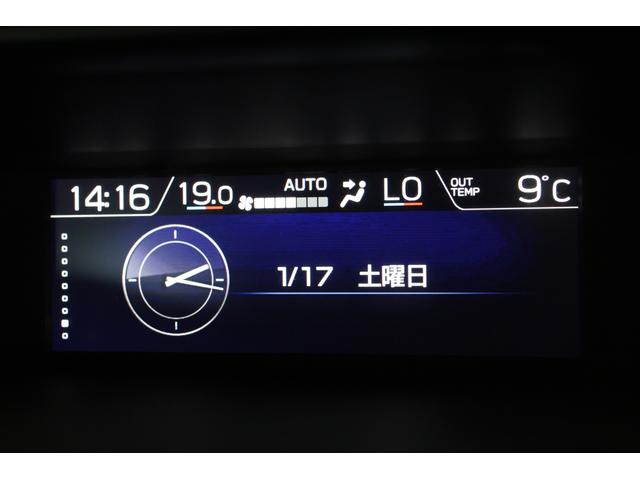 14:16 19.0 AUTO LO OUT TEMP 9°C
1/17 土曜日